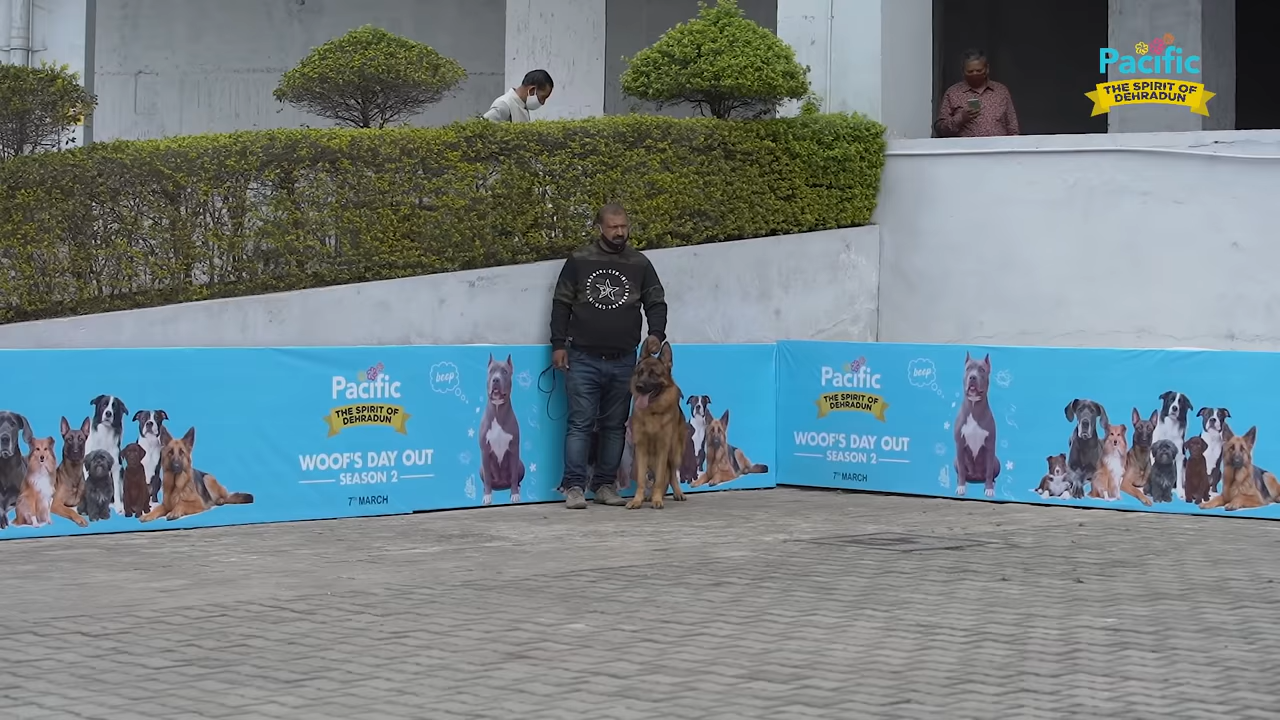 Pacific
THE SPIRIT OF
DEHRADUN
beep
Pacific
THE SPIRIT OF
DEHRADUN
WOOF'S DAY OUT
SEASON 2
7TH MARCH
beep
Pacific
THE SPIRIT OF
DEHRADUN
WOOF'S DAY OUT
SEASON 2
7TH MARCH